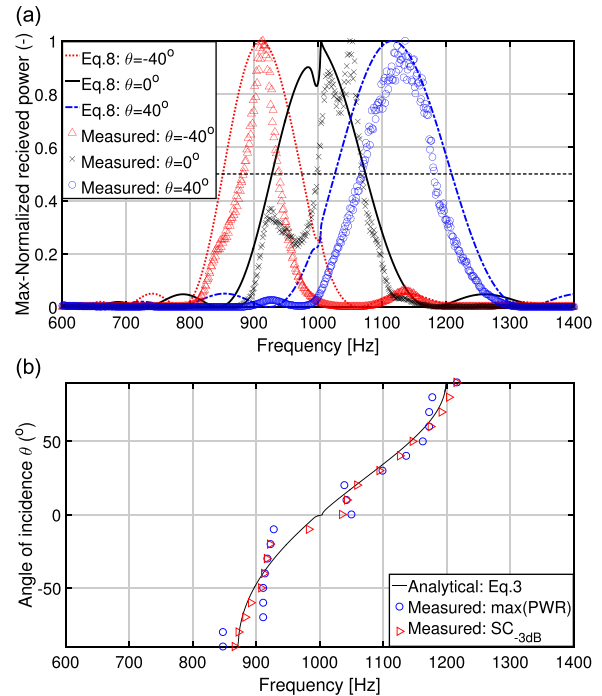 (a)
Max-Normalized recieved power (-)
1
0.8
0.6
0.4
0.2
0
Eq.8: θ=-40°
Eq.8: θ=0°
Eq.8: θ=40°
Measured: θ=-40°
Measured: θ=0°
Measured: θ=40°
600 700 800 900 1000 1100 1200 1300 1400
Frequency [Hz]
(b)
Angle of incidence θ (°)
50
0
-50
Analytical: Eq.3
Measured: max(PWR)
Measured: SC-3dB
600 700 800 900 1000 1100 1200 1300 1400
Frequency [Hz]